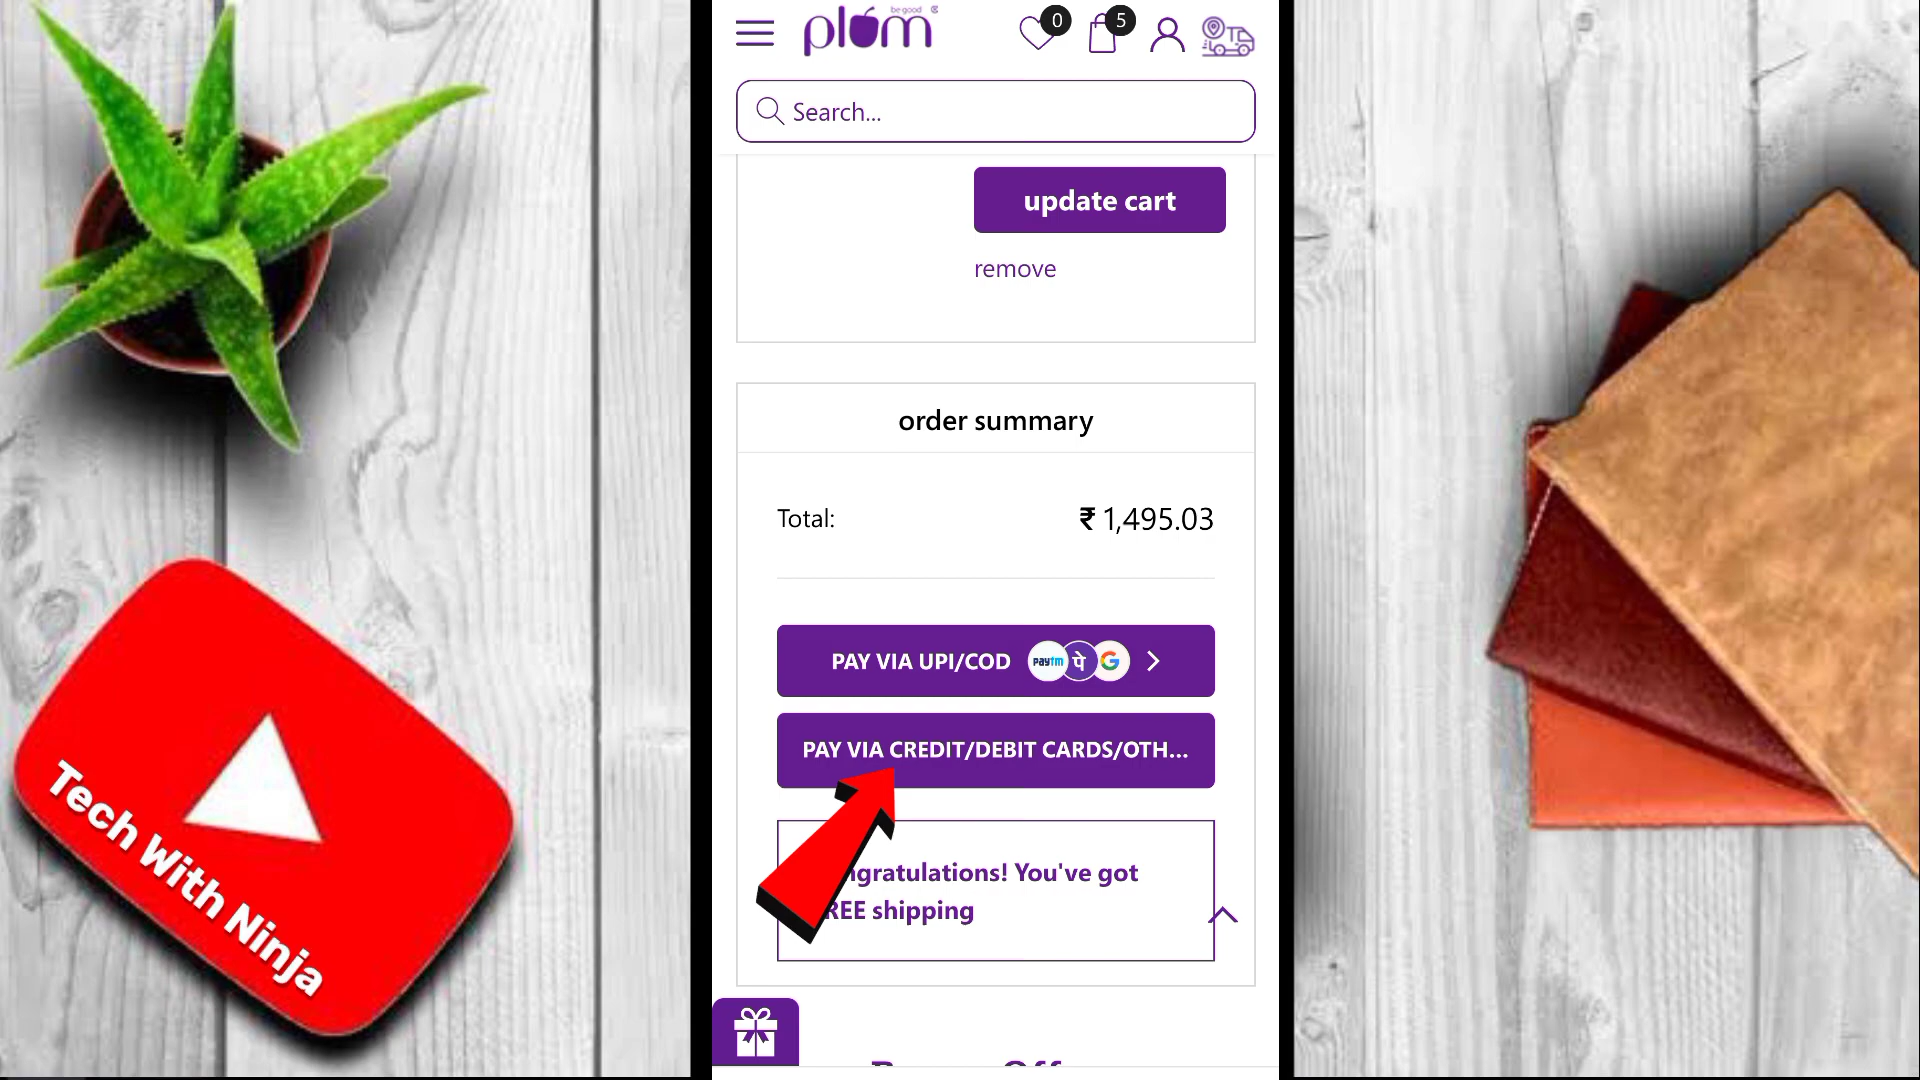 be good
plum
0
5
Search...
update cart
remove
order summary
Total:
₹ 1,495.03
PAY VIA UPI/COD
Paytm
पे
G
PAY VIA CREDIT/DEBIT CARDS/OTH...
ngratulations! You've got
REE shipping
Tech With Ninja